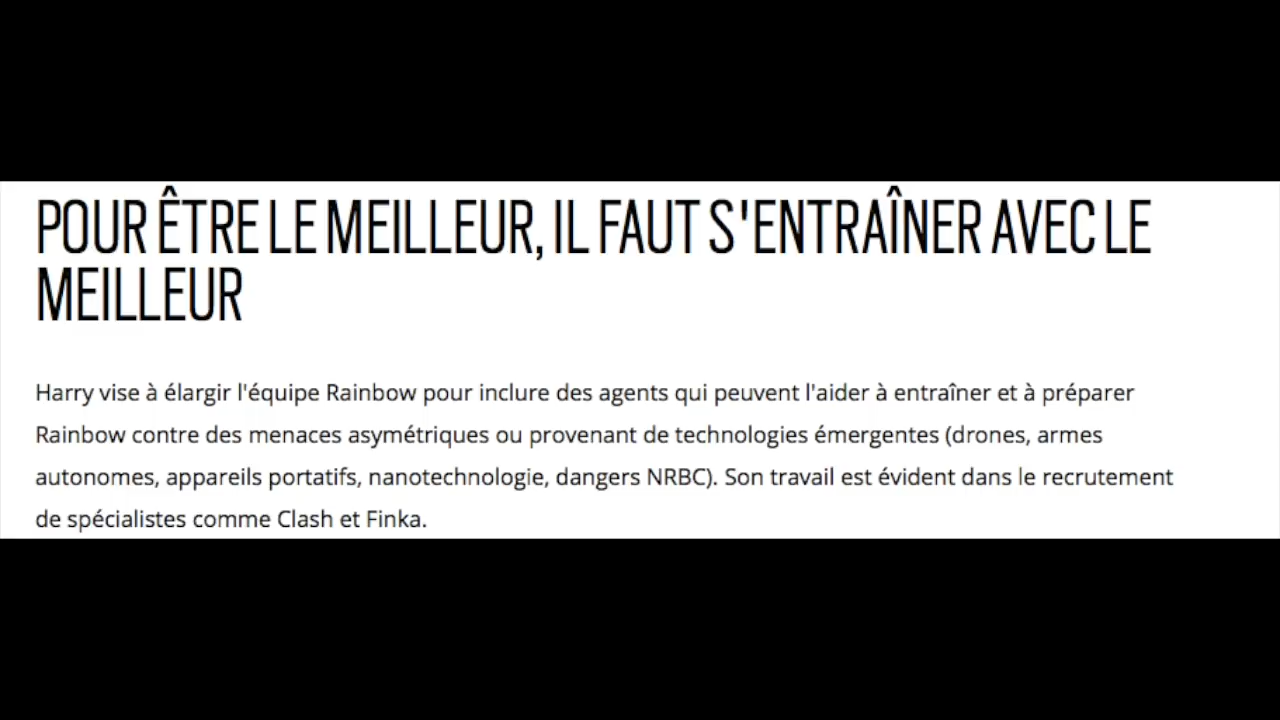 POUR ÊTRE LE MEILLEUR, IL FAUT S'ENTRAÎNER AVEC LE
MEILLEUR
Harry vise à élargir l'équipe Rainbow pour inclure des agents qui peuvent l'aider à entraîner et à préparer
Rainbow contre des menaces asymétriques ou provenant de technologies émergentes (drones, armes
autonomes, appareils portatifs, nanotechnologie, dangers NRBC). Son travail est évident dans le recrutement
de spécialistes comme Clash et Finka.